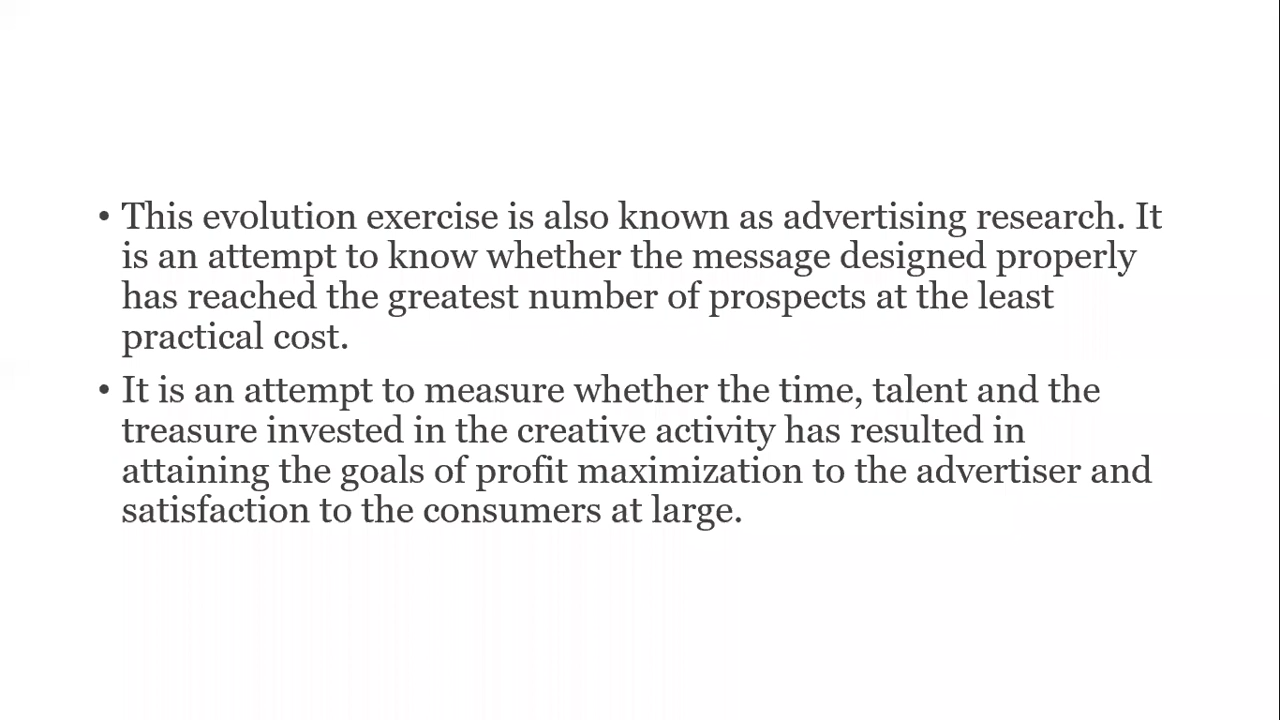 • This evolution exercise is also known as advertising research. It
is an attempt to know whether the message designed properly
has reached the greatest number of prospects at the least
practical cost.
• It is an attempt to measure whether the time, talent and the
treasure invested in the creative activity has resulted in
attaining the goals of profit maximization to the advertiser and
satisfaction to the consumers at large.